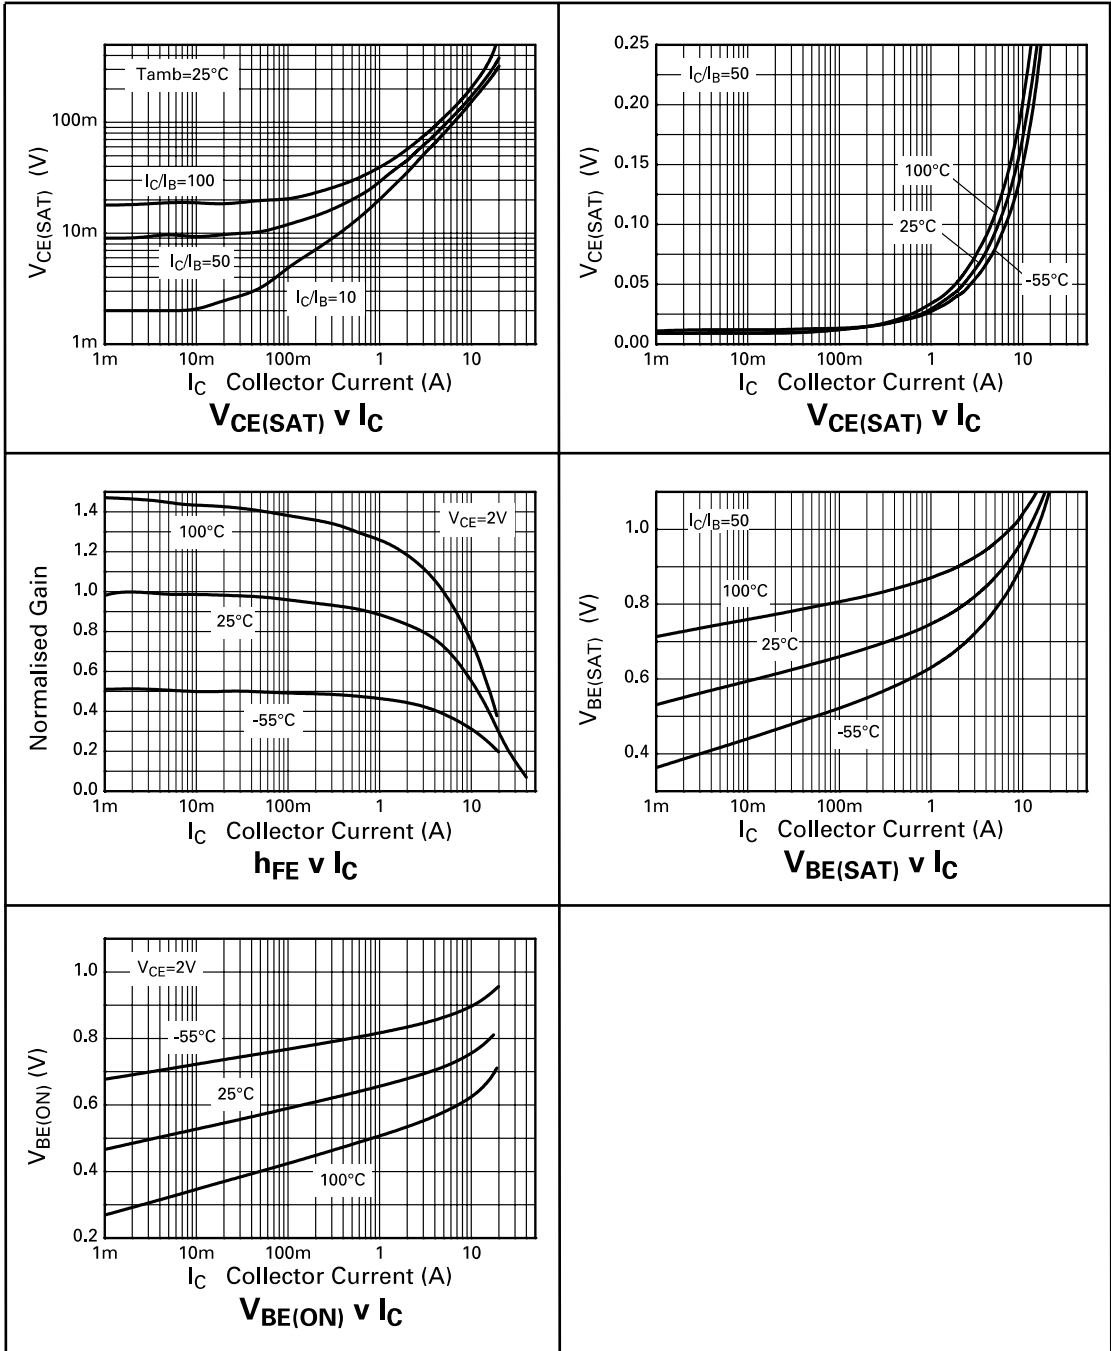 Tamb=25°C
100m
10m
1m
V_CE(SAT) (V)
I_C/I_B=100
I_C/I_B=50
I_C/I_B=10
1m 10m 100m 1 10
I_C Collector Current (A)
V_CE(SAT) v I_C
I_C/I_B=50
0.25
0.20
0.15
0.10
0.05
0.00
V_CE(SAT) (V)
100°C
25°C
-55°C
1m 10m 100m 1 10
I_C Collector Current (A)
V_CE(SAT) v I_C
1.4
1.2
1.0
0.8
0.6
0.4
0.2
0.0
Normalised Gain
V_CE=2V
100°C
25°C
-55°C
1m 10m 100m 1 10
I_C Collector Current (A)
h_FE v I_C
1.0
0.8
0.6
0.4
V_BE(SAT) (V)
I_C/I_B=50
100°C
25°C
-55°C
1m 10m 100m 1 10
I_C Collector Current (A)
V_BE(SAT) v I_C
1.0
0.8
0.6
0.4
0.2
V_BE(ON) (V)
V_CE=2V
-55°C
25°C
100°C
1m 10m 100m 1 10
I_C Collector Current (A)
V_BE(ON) v I_C